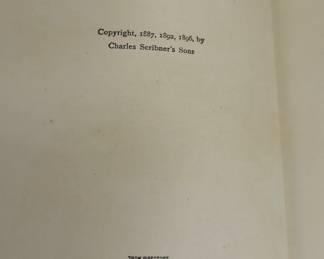 Copyright, 1887, 1892, 1896, by
Charles Scribner's Sons